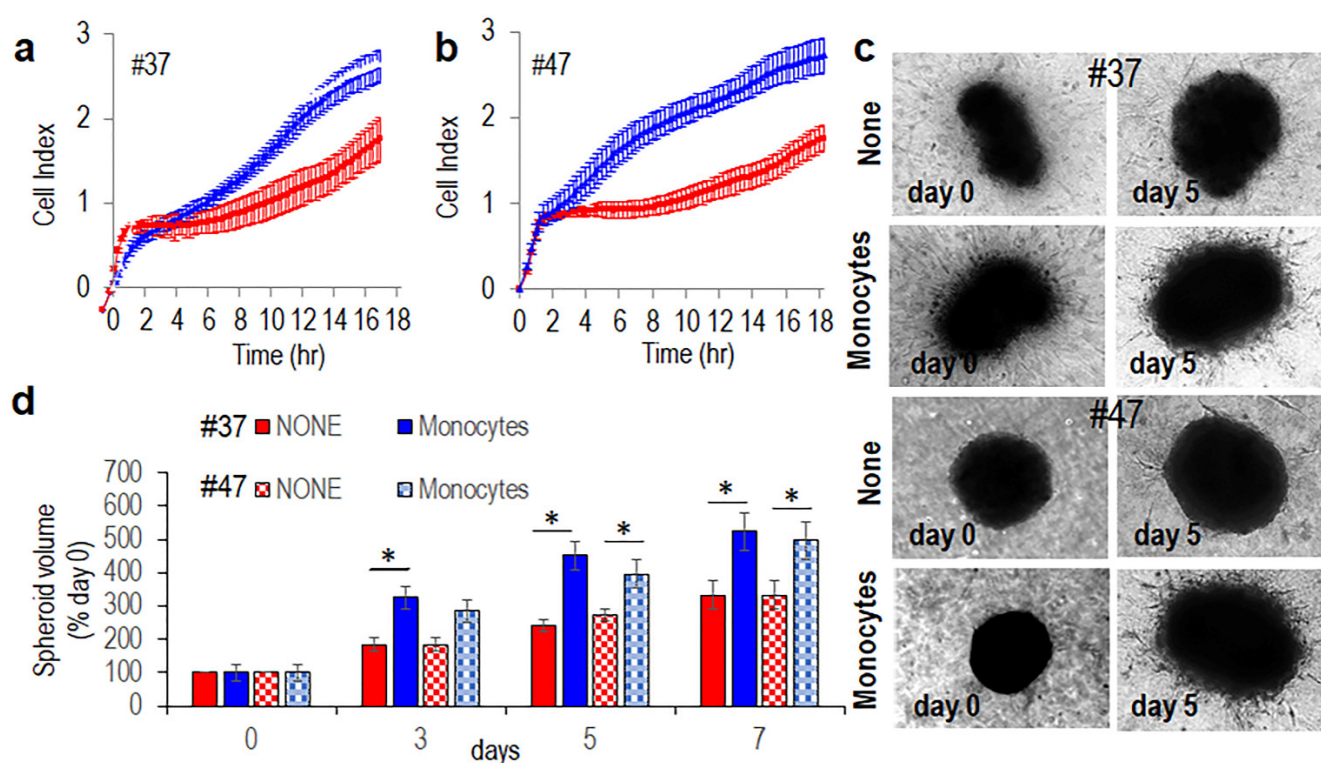 a
#37
3
2
1
0
Cell Index
0 2 4 6 8 10 12 14 16 18
Time (hr)
b
#47
3
2
1
0
Cell Index
0 2 4 6 8 10 12 14 16 18
Time (hr)
c
#37
None
day 0
day 5
Monocytes
day 0
day 5
#47
None
day 0
day 5
Monocytes
day 0
day 5
d
#37 NONE Monocytes
#47 NONE Monocytes
700
600
500
400
300
200
100
0
Spheroid volume
(% day 0)
* * * * *
0 3 5 7
days